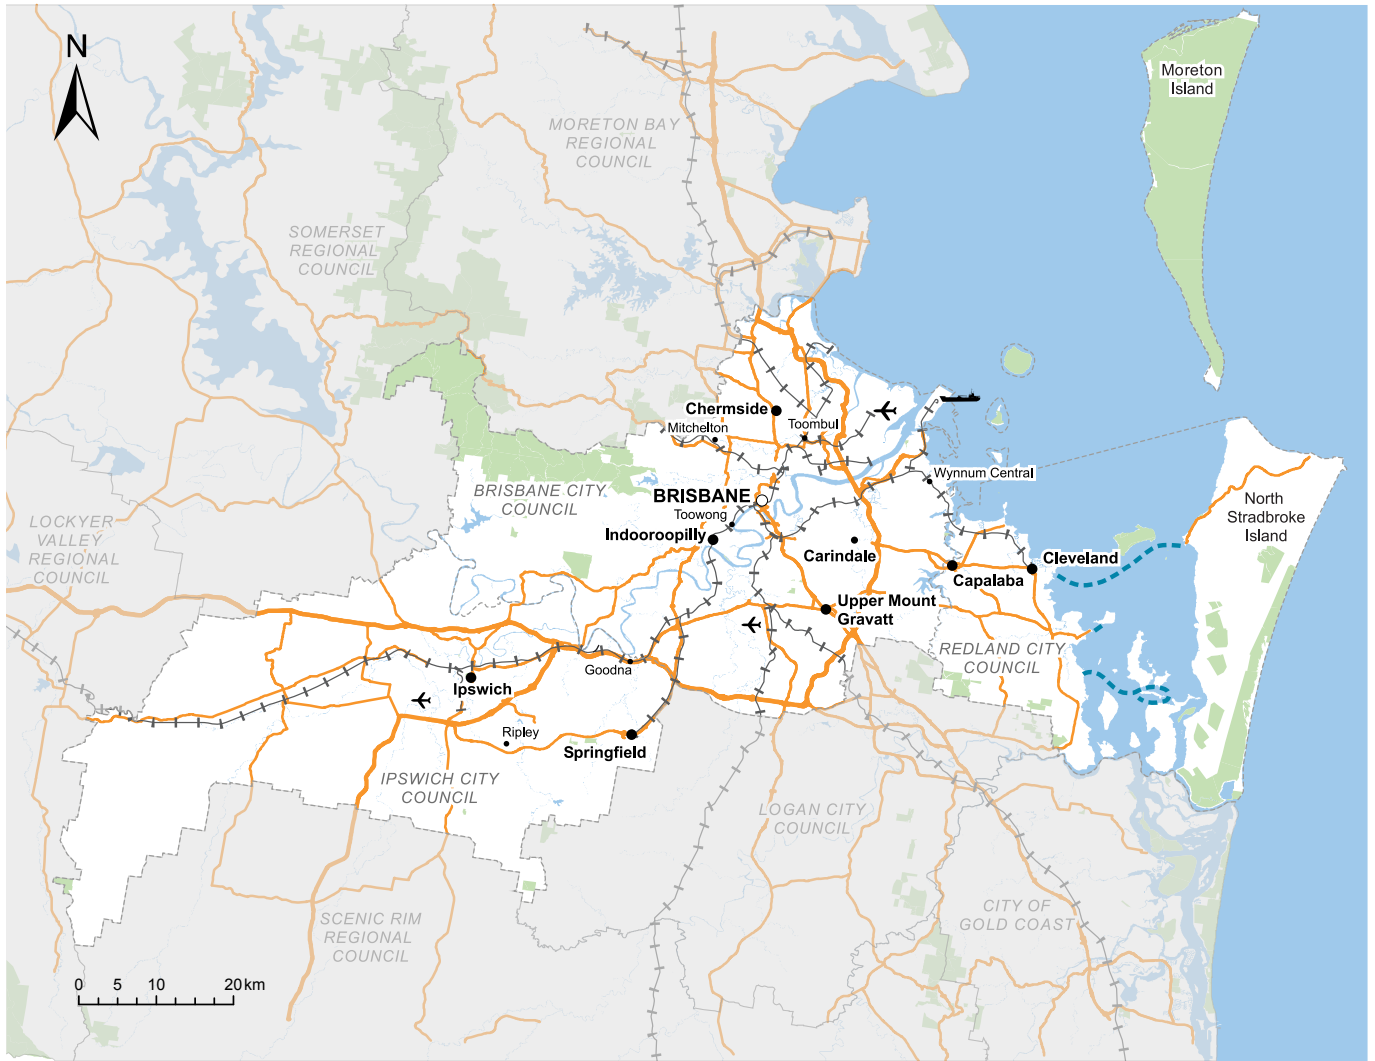 N
Moreton
Island
MORETON BAY
REGIONAL
COUNCIL
SOMERSET
REGIONAL
COUNCIL
Chermside
Mitchelton
Toombul
Wynnum Central
BRISBANE CITY
COUNCIL
BRISBANE
Toowong
Indooroopilly
North
Stradbroke
Island
LOCKYER
VALLEY
REGIONAL
COUNCIL
Carindale
Cleveland
Capalaba
Upper Mount
Gravatt
REDLAND CITY
COUNCIL
Goodna
Ipswich
Ripley
Springfield
IPSWICH CITY
COUNCIL
LOGAN CITY
COUNCIL
SCENIC RIM
REGIONAL
COUNCIL
CITY OF
GOLD COAST
0 5 10 20 km